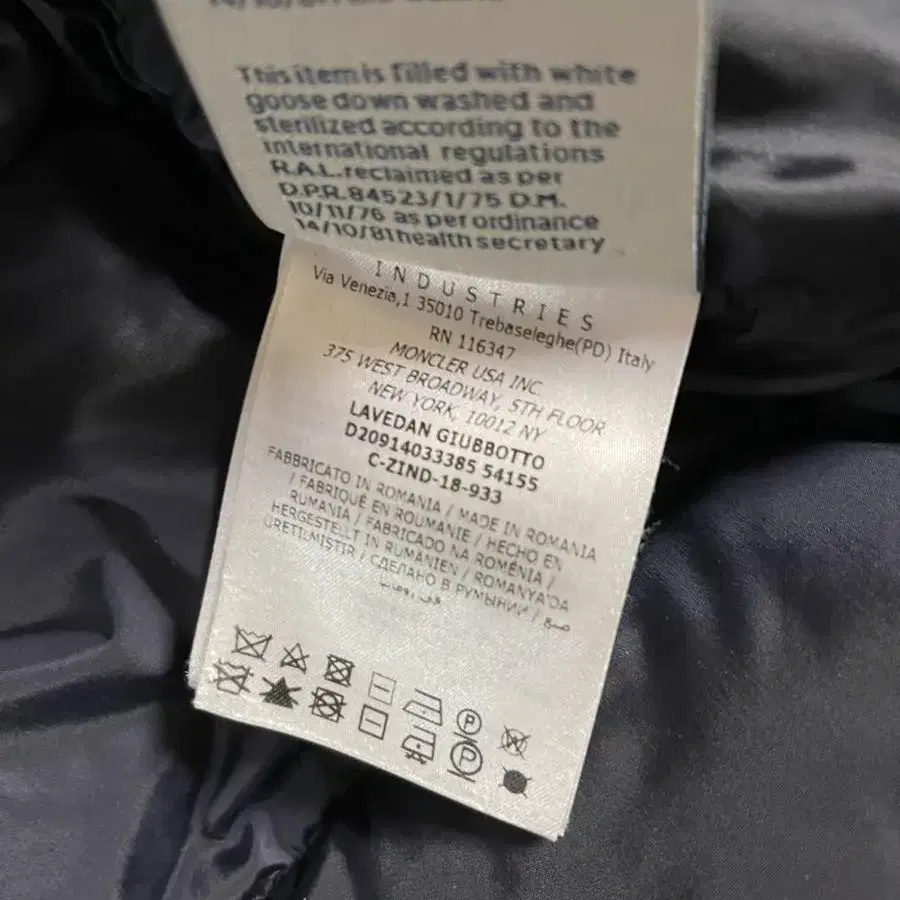 This item is filled with white
goose down washed and
sterilized according to the
international regulations
R.A.L. reclaimed as per
D.P.R. 84523/1/75 D.M.
10/11/76 as per ordinance
14/10/81 health secretary
INDUSTRIES
Via Venezia,1 35010 Trebaseleghe(PD) Italy
RN 116347
MONCLER USA INC.
375 WEST BROADWAY, 5TH FLOOR
NEW YORK, 10012 NY
LAVEDAN GIUBBOTTO
D20914033385 54155
C-ZIND-18-933
FABBRICATO IN ROMANIA / MADE IN ROMANIA
/ FABRIQUÉ EN ROUMANIE / HECHO EN
RUMANIA / FABRICADO NA ROMÉNIA /
HERGESTELLT IN RUMÄNIEN / ROMANYA'DA
ÜRETILMISTIR / СДЕЛАНО В РУМЫНИИ /
صنع في رومانيا
P
P